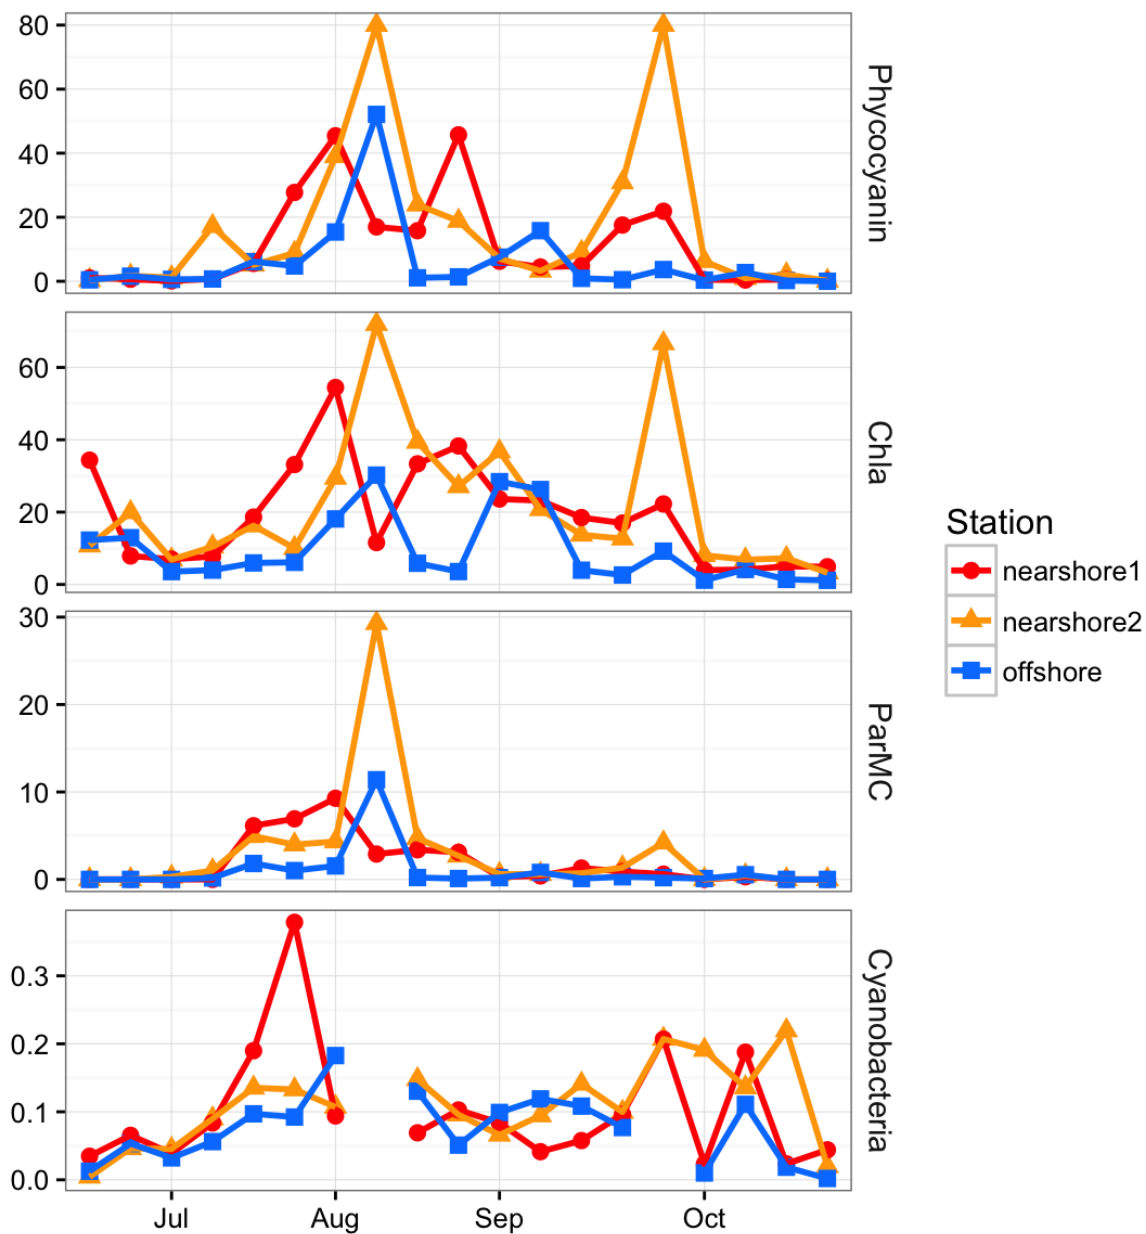 80
60
40
20
0
Phycocyanin
60
40
20
0
Chla
30
20
10
0
ParMC
0.3
0.2
0.1
0.0
Cyanobacteria
Jul Aug Sep Oct
Station
nearshore1
nearshore2
offshore